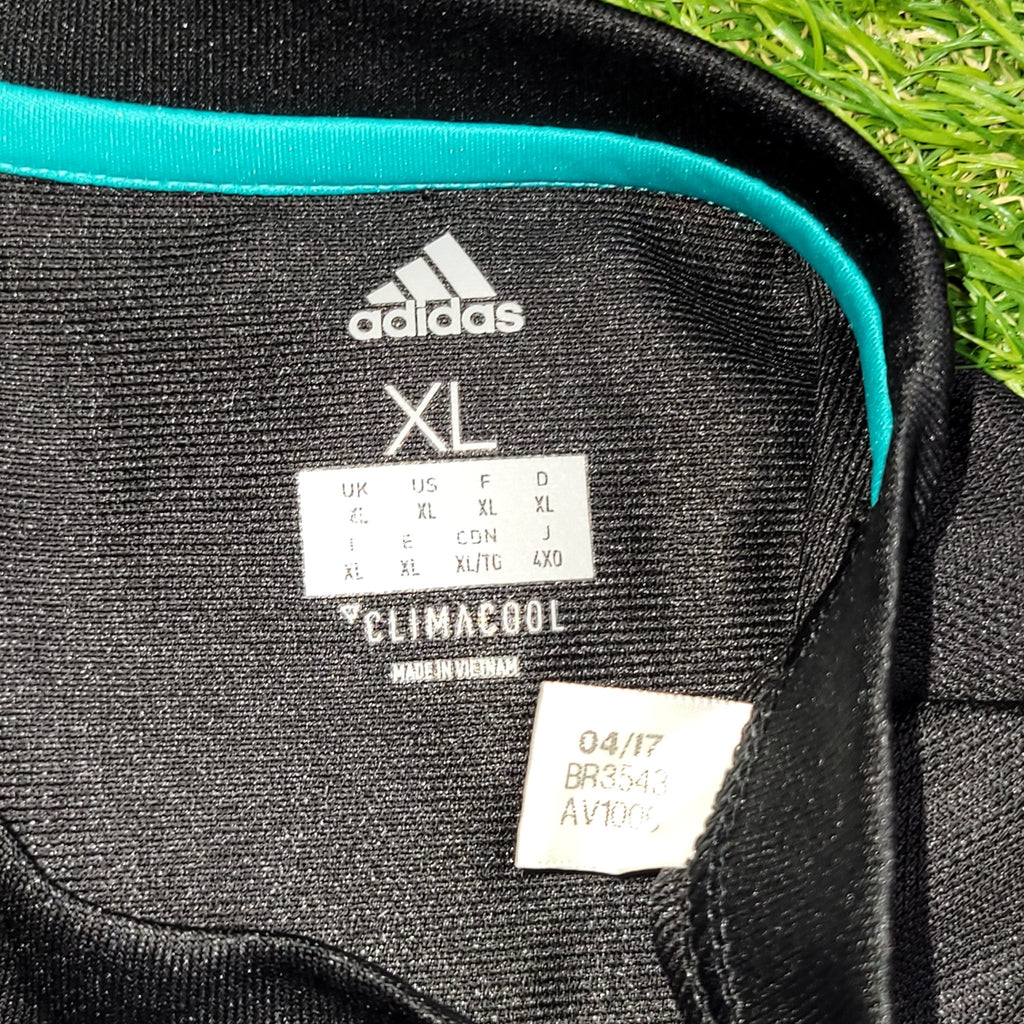 adidas
XL
UK US F D
XL XL XL XL
I E CDN J
XL XL XL/TG 4XO
CLIMACOOL
MADE IN VIETNAM
04/17
BR3543